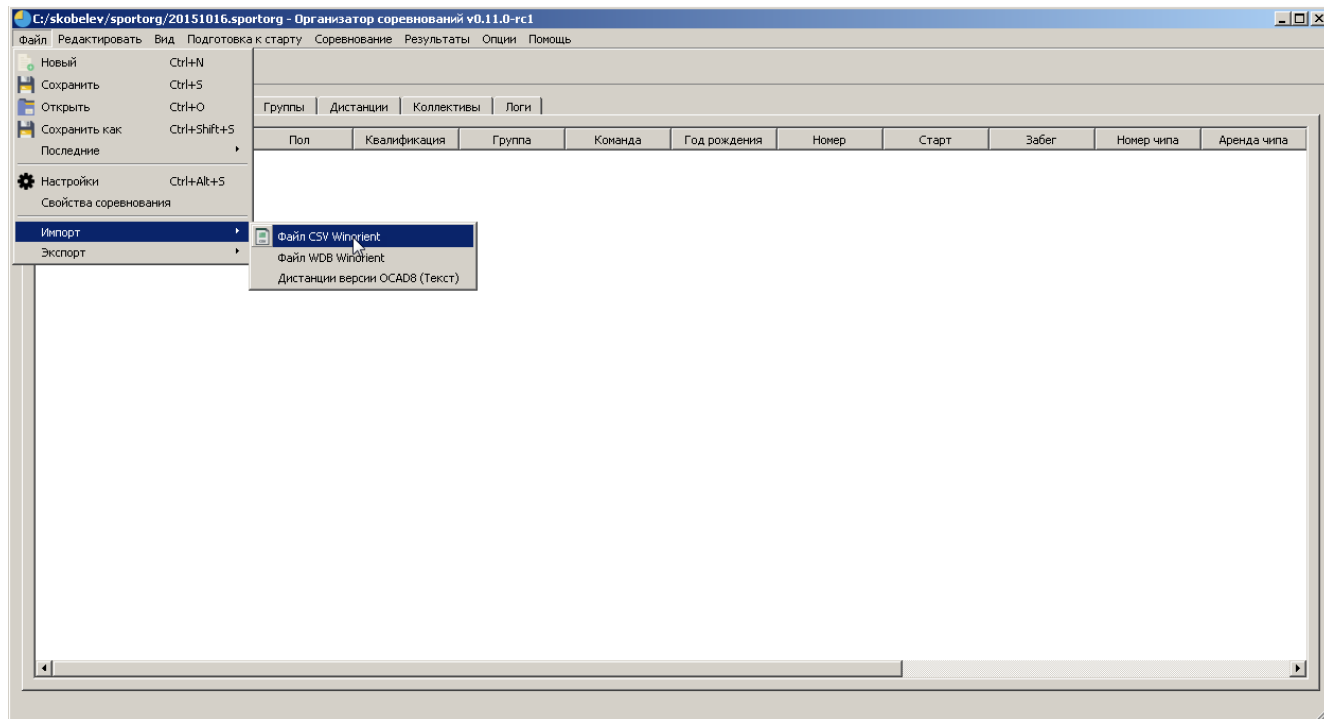 C:/skobelev/sportorg/20151016.sportorg - Организатор соревнований v0.11.0-rc1
Файл Редактировать Вид Подготовка к старту Соревнование Результаты Опции Помощь
Новый Ctrl+N
Сохранить Ctrl+S
Открыть Ctrl+O
Сохранить как Ctrl+Shift+S
Последние
Настройки Ctrl+Alt+S
Свойства соревнования
Импорт
Экспорт
Файл CSV Winorient
Файл WDB Winorient
Дистанции версии OCAD8 (Текст)
Группы Дистанции Коллективы Логи
Пол Квалификация Группа Команда Год рождения Номер Старт Забег Номер чипа Аренда чипа